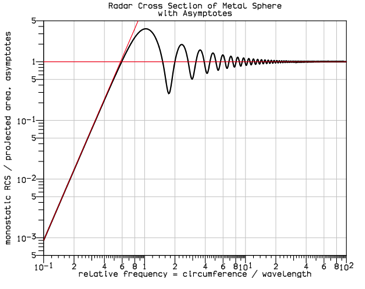 Radar Cross Section of Metal Sphere
with Asymptotes
monostatic RCS / projected area, asymptotes
5
1
5
10-1
5
10-2
5
10-3
5
10-1 2 4 6 8 1 2 4 6 8 101 2 4 6 8 102
relative frequency = circumference / wavelength